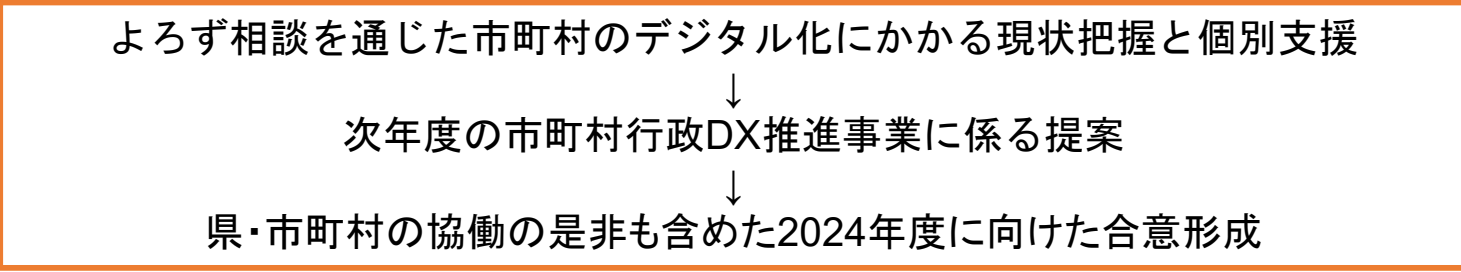 よろず相談を通じた市町村のデジタル化にかかる現状把握と個別支援
↓
次年度の市町村行政DX推進事業に係る提案
↓
県・市町村の協働の是非も含めた2024年度に向けた合意形成